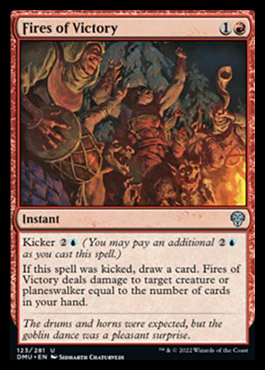 Fires of Victory 1
Instant
Kicker 2 (You may pay an additional 2
as you cast this spell.)
If this spell was kicked, draw a card. Fires of
Victory deals damage to target creature or
planeswalker equal to the number of cards
in your hand.
The drums and horns were expected, but the
goblin dance was a pleasant surprise.
123/281 U
DMU • EN SIDHARTH CHATURVEDI ™ & © 2022 Wizards of the Coast